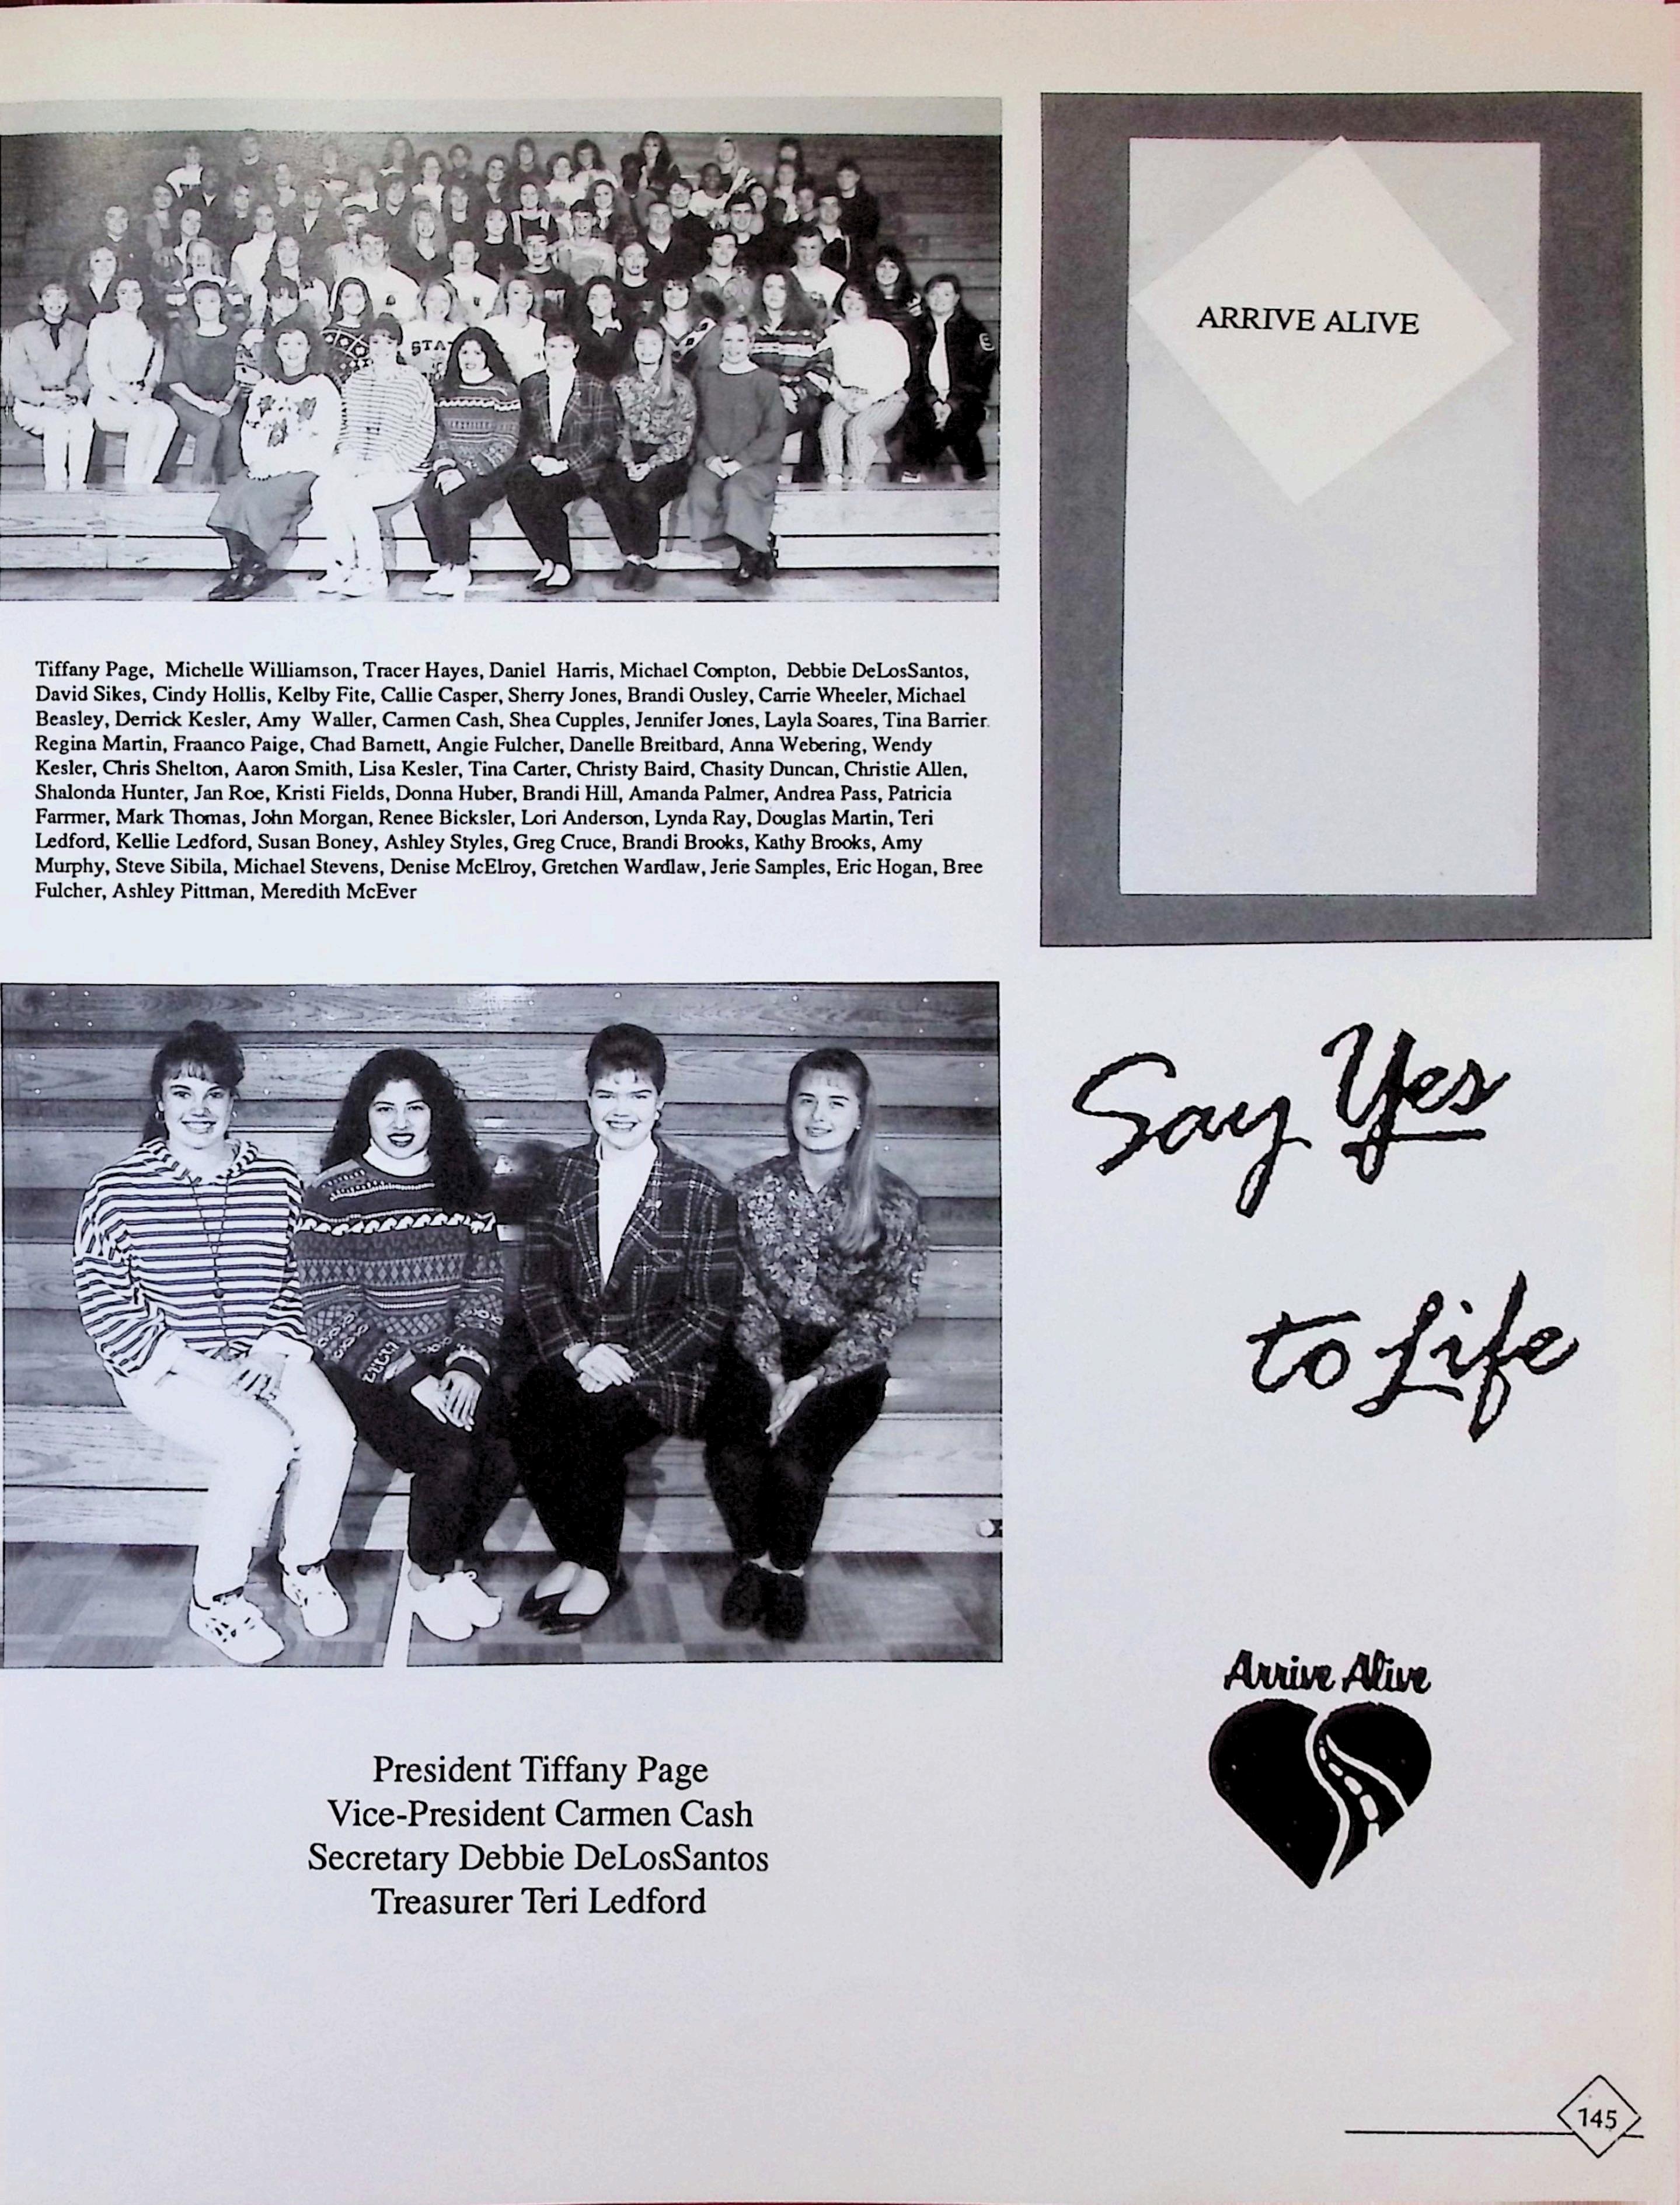 ARRIVE ALIVE
STA
Tiffany Page, Michelle Williamson, Tracer Hayes, Daniel Harris, Michael Compton, Debbie DeLosSantos,
David Sikes, Cindy Hollis, Kelby Fite, Callie Casper, Sherry Jones, Brandi Ousley, Carrie Wheeler, Michael
Beasley, Derrick Kesler, Amy Waller, Carmen Cash, Shea Cupples, Jennifer Jones, Layla Soares, Tina Barrier.
Regina Martin, Fraanco Paige, Chad Barnett, Angie Fulcher, Danelle Breitbard, Anna Webering, Wendy
Kesler, Chris Shelton, Aaron Smith, Lisa Kesler, Tina Carter, Christy Baird, Chasity Duncan, Christie Allen,
Shalonda Hunter, Jan Roe, Kristi Fields, Donna Huber, Brandi Hill, Amanda Palmer, Andrea Pass, Patricia
Farrmer, Mark Thomas, John Morgan, Renee Bicksler, Lori Anderson, Lynda Ray, Douglas Martin, Teri
Ledford, Kellie Ledford, Susan Boney, Ashley Styles, Greg Cruce, Brandi Brooks, Kathy Brooks, Amy
Murphy, Steve Sibila, Michael Stevens, Denise McElroy, Gretchen Wardlaw, Jerie Samples, Eric Hogan, Bree
Fulcher, Ashley Pittman, Meredith McEver
Say Yes
to Life
Arrive Alive
President Tiffany Page
Vice-President Carmen Cash
Secretary Debbie DeLosSantos
Treasurer Teri Ledford
145